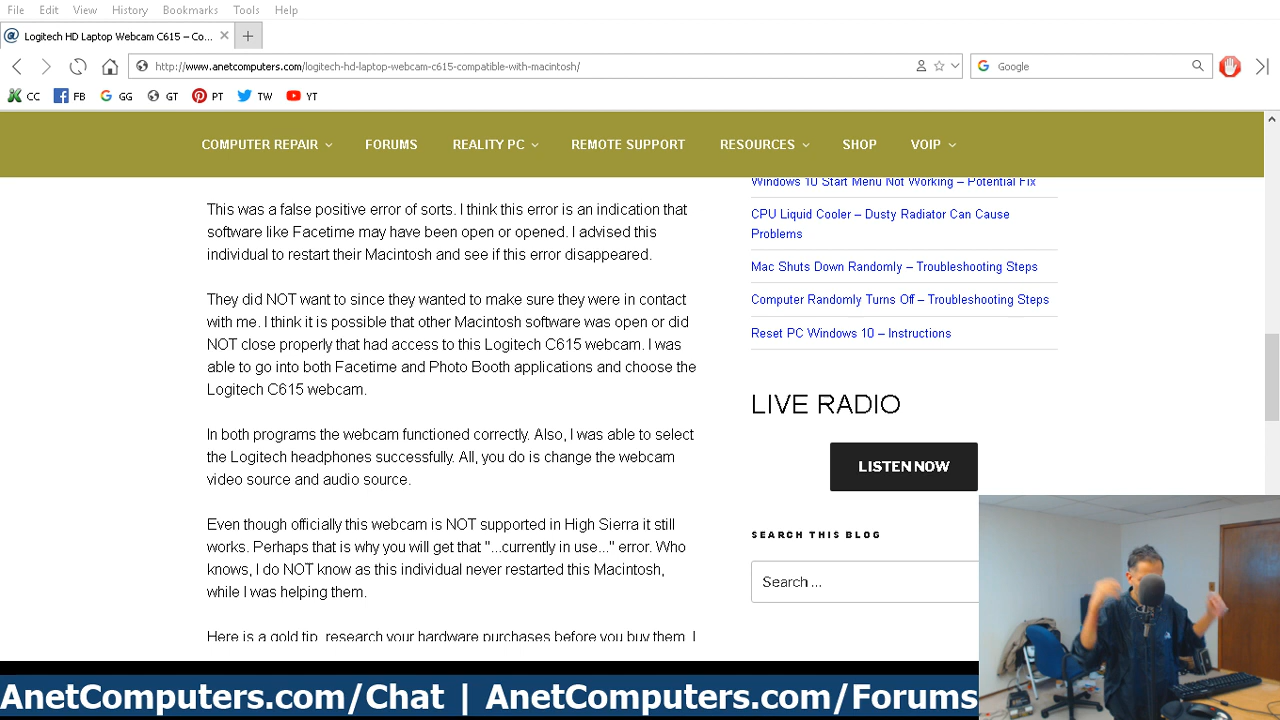 File Edit View History Bookmarks Tools Help
Logitech HD Laptop Webcam C615 – Co...
http://www.anetcomputers.com/logitech-hd-laptop-webcam-c615-compatible-with-macintosh/
Google
CC FB GG GT PT TW YT
COMPUTER REPAIR FORUMS REALITY PC REMOTE SUPPORT RESOURCES SHOP VOIP
This was a false positive error of sorts. I think this error is an indication that
software like Facetime may have been open or opened. I advised this
individual to restart their Macintosh and see if this error disappeared.
They did NOT want to since they wanted to make sure they were in contact
with me. I think it is possible that other Macintosh software was open or did
NOT close properly that had access to this Logitech C615 webcam. I was
able to go into both Facetime and Photo Booth applications and choose the
Logitech C615 webcam.
In both programs the webcam functioned correctly. Also, I was able to select
the Logitech headphones successfully. All, you do is change the webcam
video source and audio source.
Even though officially this webcam is NOT supported in High Sierra it still
works. Perhaps that is why you will get that "...currently in use..." error. Who
knows, I do NOT know as this individual never restarted this Macintosh,
while I was helping them.
Here is a gold tip, research your hardware purchases before you buy them. I
Windows 10 Start Menu Not Working – Potential Fix
CPU Liquid Cooler – Dusty Radiator Can Cause
Problems
Mac Shuts Down Randomly – Troubleshooting Steps
Computer Randomly Turns Off – Troubleshooting Steps
Reset PC Windows 10 – Instructions
LIVE RADIO
LISTEN NOW
SEARCH THIS BLOG
Search ...
AnetComputers.com/Chat | AnetComputers.com/Forums